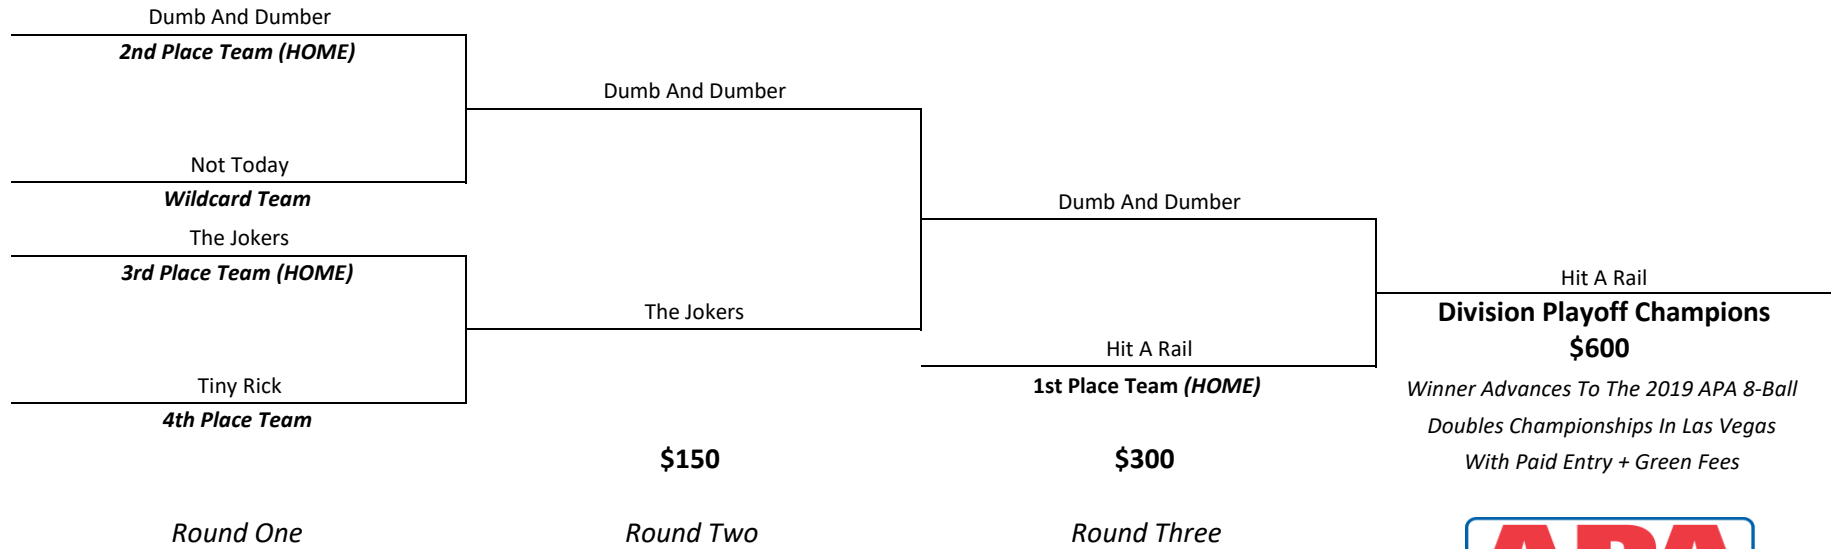 Dumb And Dumber
2nd Place Team (HOME)
Dumb And Dumber
Not Today
Wildcard Team
Dumb And Dumber
The Jokers
3rd Place Team (HOME)
Hit A Rail
The Jokers
Division Playoff Champions
Hit A Rail
$600
Tiny Rick
1st Place Team (HOME)
Winner Advances To The 2019 APA 8-Ball
4th Place Team
Doubles Championships In Las Vegas
$150
$300
With Paid Entry + Green Fees
Round One
Round Two
Round Three
APA